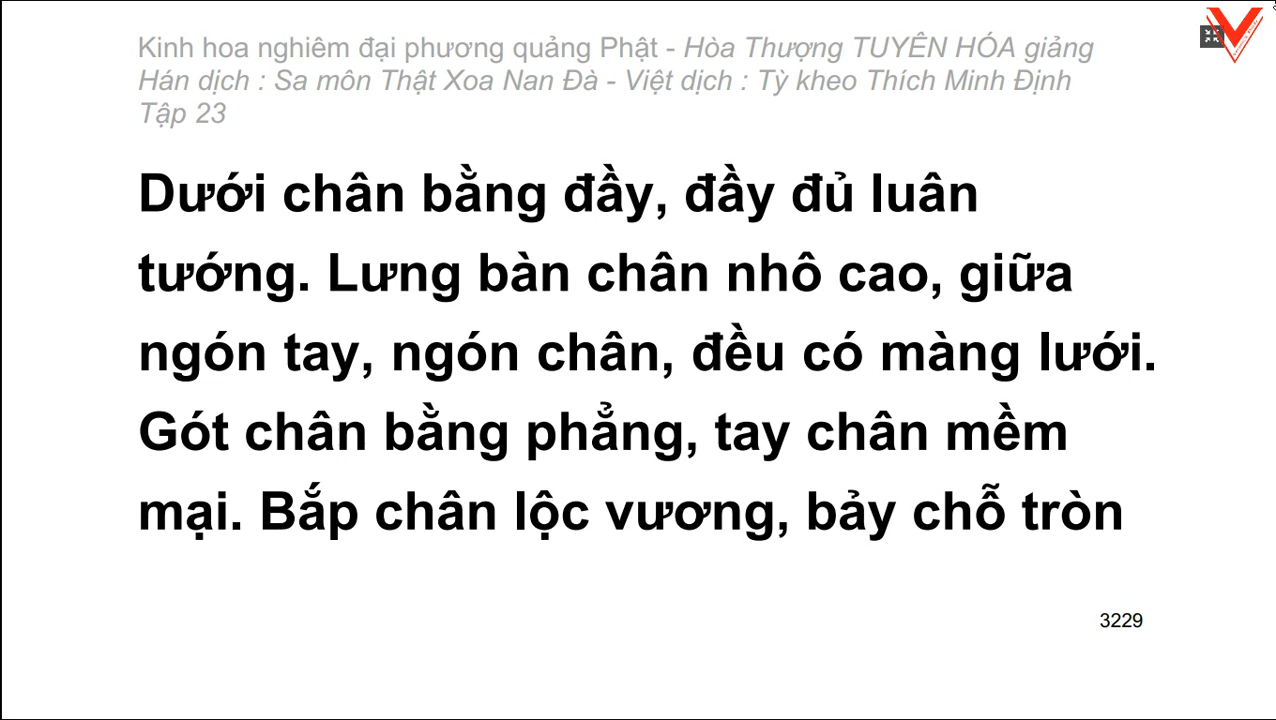 Kinh hoa nghiêm đại phương quảng Phật - Hòa Thượng TUYÊN HÓA giảng
Hán dịch : Sa môn Thật Xoa Nan Đà - Việt dịch : Tỳ kheo Thích Minh Định
Tập 23
Dưới chân bằng đầy, đầy đủ luân
tướng. Lưng bàn chân nhô cao, giữa
ngón tay, ngón chân, đều có màng lưới.
Gót chân bằng phẳng, tay chân mềm
mại. Bắp chân lộc vương, bảy chỗ tròn
3229